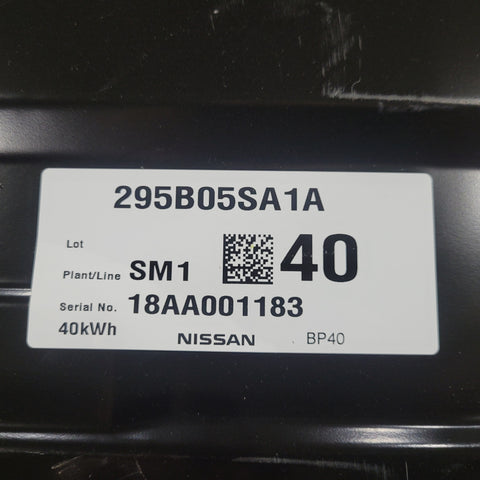 295B05SA1A
Lot
Plant/Line SM1 40
Serial No. 18AA001183
40kWh NISSAN BP40